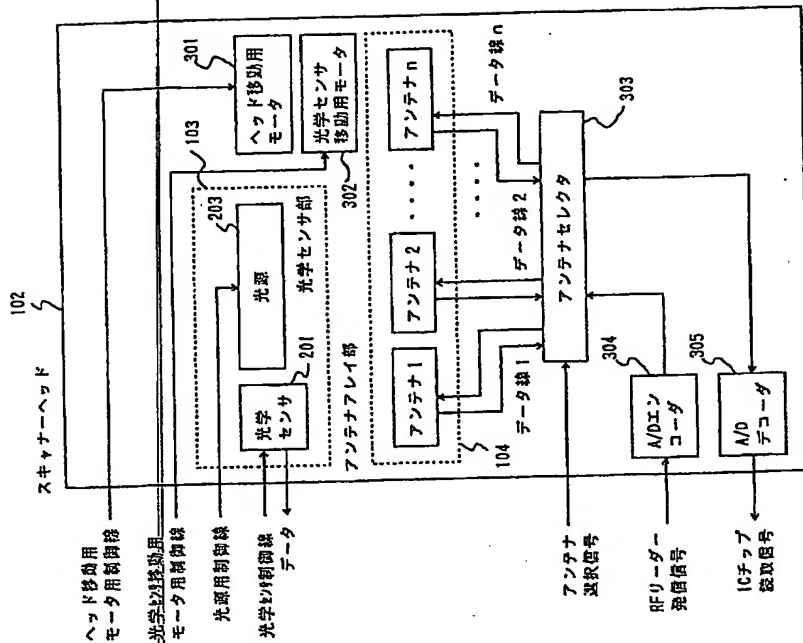 102
スキャナーヘッド
ヘッド移動用
モータ用制御線
光学ｾﾝｻ移動用
モータ用制御線
光源用制御線
光学ｾﾝｻ制御線
データ
103
203
光源
光学センサ部
201
光学
センサ
301
ヘッド移動用
モータ
光学センサ
移動用モータ
302
アンテナアレイ部
アンテナ1
アンテナ2
・・・・
アンテナn
104
データ線1
データ線2
・・・・
データ線n
アンテナセレクタ
303
アンテナ
選択信号
RFリーダー
発信信号
ICチップ
読取信号
304
A/Dエン
コーダ
305
A/D
デコーダ